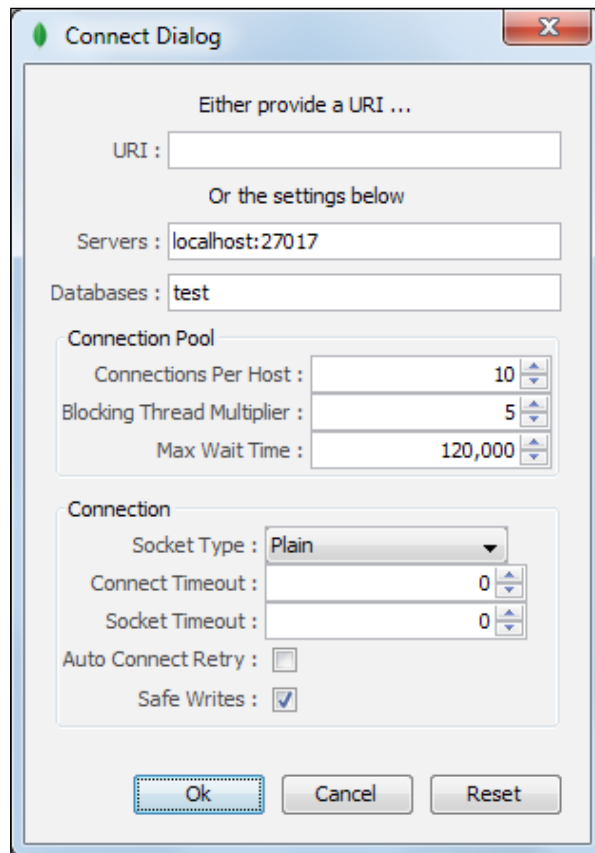 Connect Dialog
Either provide a URI ...
URI :
Or the settings below
Servers : localhost:27017
Databases : test
Connection Pool
Connections Per Host : 10
Blocking Thread Multiplier : 5
Max Wait Time : 120,000
Connection
Socket Type : Plain
Connect Timeout : 0
Socket Timeout : 0
Auto Connect Retry :
Safe Writes :
Ok Cancel Reset